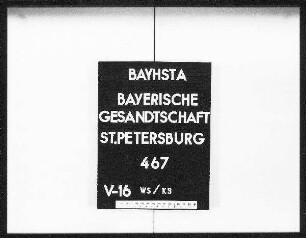 BAYHSTA
BAYERISCHE
GESANDTSCHAFT
ST.PETERSBURG
467
V-16 WS/KS